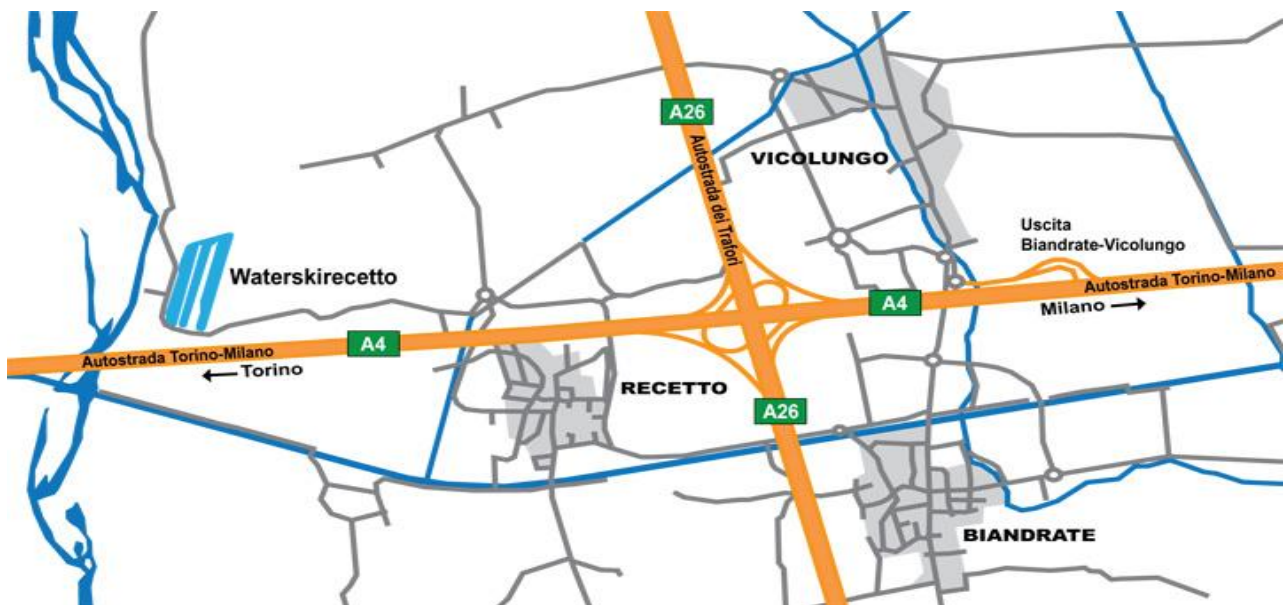 A26
Autostrada dei Trafori
VICOLUNGO
Uscita
Biandrate-Vicolungo
Waterskirecetto
Autostrada Torino-Milano
Milano →
A4
A4
Autostrada Torino-Milano
← Torino
RECETTO
A26
BIANDRATE